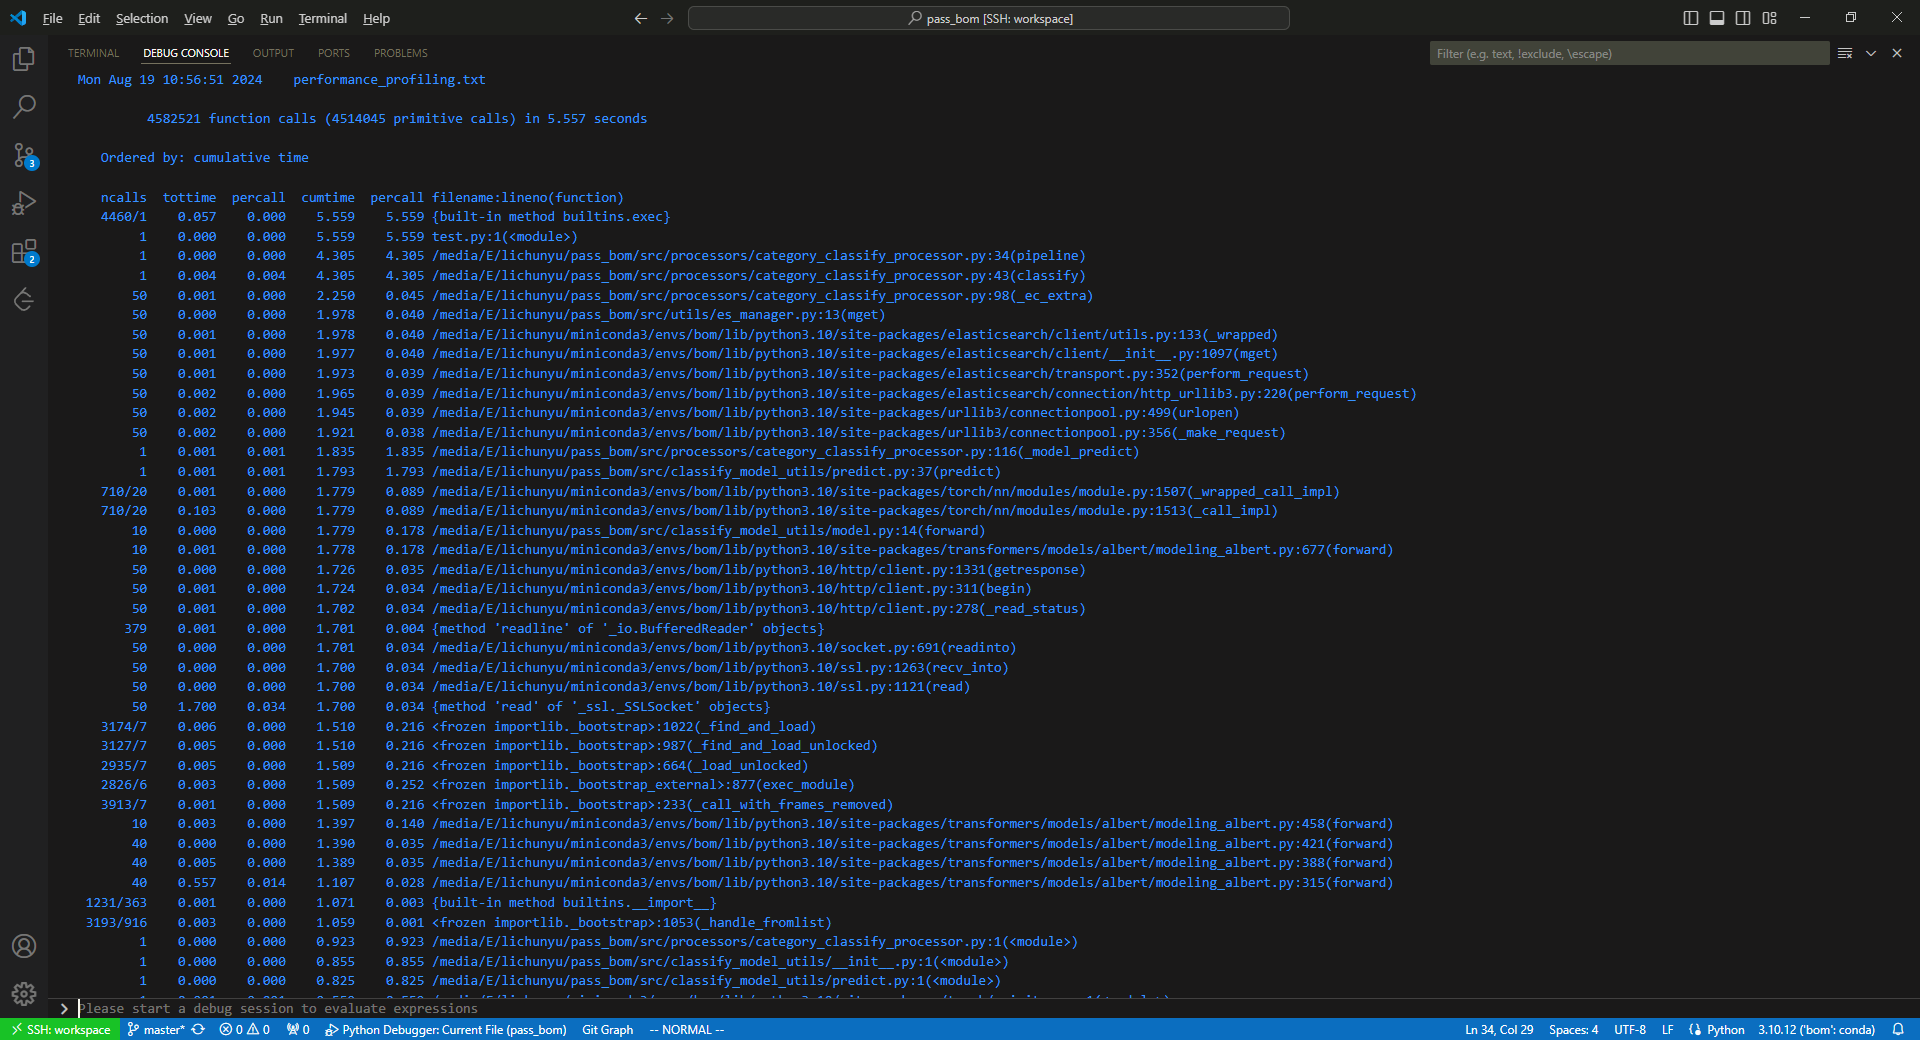 File Edit Selection View Go Run Terminal Help
pass_bom [SSH: workspace]
TERMINAL DEBUG CONSOLE OUTPUT PORTS PROBLEMS
Filter (e.g. text, !exclude, \escape)
Mon Aug 19 10:56:51 2024 performance_profiling.txt
4582521 function calls (4514045 primitive calls) in 5.557 seconds
Ordered by: cumulative time
ncalls tottime percall cumtime percall filename:lineno(function)
4460/1 0.057 0.000 5.559 5.559 {built-in method builtins.exec}
1 0.000 0.000 5.559 5.559 test.py:1(<module>)
1 0.000 0.000 4.305 4.305 /media/E/lichunyu/pass_bom/src/processors/category_classify_processor.py:34(pipeline)
1 0.004 0.004 4.305 4.305 /media/E/lichunyu/pass_bom/src/processors/category_classify_processor.py:43(classify)
50 0.001 0.000 2.250 0.045 /media/E/lichunyu/pass_bom/src/processors/category_classify_processor.py:98(_ec_extra)
50 0.000 0.000 1.978 0.040 /media/E/lichunyu/pass_bom/src/utils/es_manager.py:13(mget)
50 0.001 0.000 1.978 0.040 /media/E/lichunyu/miniconda3/envs/bom/lib/python3.10/site-packages/elasticsearch/client/utils.py:133(_wrapped)
50 0.001 0.000 1.977 0.040 /media/E/lichunyu/miniconda3/envs/bom/lib/python3.10/site-packages/elasticsearch/client/__init__.py:1097(mget)
50 0.001 0.000 1.973 0.039 /media/E/lichunyu/miniconda3/envs/bom/lib/python3.10/site-packages/elasticsearch/transport.py:352(perform_request)
50 0.002 0.000 1.965 0.039 /media/E/lichunyu/miniconda3/envs/bom/lib/python3.10/site-packages/elasticsearch/connection/http_urllib3.py:220(perform_request)
50 0.002 0.000 1.945 0.039 /media/E/lichunyu/miniconda3/envs/bom/lib/python3.10/site-packages/urllib3/connectionpool.py:499(urlopen)
50 0.002 0.000 1.921 0.038 /media/E/lichunyu/miniconda3/envs/bom/lib/python3.10/site-packages/urllib3/connectionpool.py:356(_make_request)
1 0.001 0.001 1.835 1.835 /media/E/lichunyu/pass_bom/src/processors/category_classify_processor.py:116(_model_predict)
1 0.001 0.001 1.793 1.793 /media/E/lichunyu/pass_bom/src/classify_model_utils/predict.py:37(predict)
710/20 0.001 0.000 1.779 0.089 /media/E/lichunyu/miniconda3/envs/bom/lib/python3.10/site-packages/torch/nn/modules/module.py:1507(_wrapped_call_impl)
710/20 0.103 0.000 1.779 0.089 /media/E/lichunyu/miniconda3/envs/bom/lib/python3.10/site-packages/torch/nn/modules/module.py:1513(_call_impl)
10 0.000 0.000 1.779 0.178 /media/E/lichunyu/pass_bom/src/classify_model_utils/model.py:14(forward)
10 0.001 0.000 1.778 0.178 /media/E/lichunyu/miniconda3/envs/bom/lib/python3.10/site-packages/transformers/models/albert/modeling_albert.py:677(forward)
50 0.000 0.000 1.726 0.035 /media/E/lichunyu/miniconda3/envs/bom/lib/python3.10/http/client.py:1331(getresponse)
50 0.001 0.000 1.724 0.034 /media/E/lichunyu/miniconda3/envs/bom/lib/python3.10/http/client.py:311(begin)
50 0.001 0.000 1.702 0.034 /media/E/lichunyu/miniconda3/envs/bom/lib/python3.10/http/client.py:278(_read_status)
379 0.001 0.000 1.701 0.004 {method 'readline' of '_io.BufferedReader' objects}
50 0.000 0.000 1.701 0.034 /media/E/lichunyu/miniconda3/envs/bom/lib/python3.10/socket.py:691(readinto)
50 0.000 0.000 1.700 0.034 /media/E/lichunyu/miniconda3/envs/bom/lib/python3.10/ssl.py:1263(recv_into)
50 0.000 0.000 1.700 0.034 /media/E/lichunyu/miniconda3/envs/bom/lib/python3.10/ssl.py:1121(read)
50 1.700 0.034 1.700 0.034 {method 'read' of '_ssl._SSLSocket' objects}
3174/7 0.006 0.000 1.510 0.216 <frozen importlib._bootstrap>:1022(_find_and_load)
3127/7 0.005 0.000 1.510 0.216 <frozen importlib._bootstrap>:987(_find_and_load_unlocked)
2935/7 0.005 0.000 1.509 0.216 <frozen importlib._bootstrap>:664(_load_unlocked)
2826/6 0.003 0.000 1.509 0.252 <frozen importlib._bootstrap_external>:877(exec_module)
3913/7 0.001 0.000 1.509 0.216 <frozen importlib._bootstrap>:233(_call_with_frames_removed)
10 0.003 0.000 1.397 0.140 /media/E/lichunyu/miniconda3/envs/bom/lib/python3.10/site-packages/transformers/models/albert/modeling_albert.py:458(forward)
40 0.000 0.000 1.390 0.035 /media/E/lichunyu/miniconda3/envs/bom/lib/python3.10/site-packages/transformers/models/albert/modeling_albert.py:421(forward)
40 0.005 0.000 1.389 0.035 /media/E/lichunyu/miniconda3/envs/bom/lib/python3.10/site-packages/transformers/models/albert/modeling_albert.py:388(forward)
40 0.557 0.014 1.107 0.028 /media/E/lichunyu/miniconda3/envs/bom/lib/python3.10/site-packages/transformers/models/albert/modeling_albert.py:315(forward)
1231/363 0.001 0.000 1.071 0.003 {built-in method builtins.__import__}
3193/916 0.003 0.000 1.059 0.001 <frozen importlib._bootstrap>:1053(_handle_fromlist)
1 0.000 0.000 0.923 0.923 /media/E/lichunyu/pass_bom/src/processors/category_classify_processor.py:1(<module>)
1 0.000 0.000 0.855 0.855 /media/E/lichunyu/pass_bom/src/classify_model_utils/__init__.py:1(<module>)
1 0.000 0.000 0.825 0.825 /media/E/lichunyu/pass_bom/src/classify_model_utils/predict.py:1(<module>)
Please start a debug session to evaluate expressions
3
2
SSH: workspace master* 0 0 0 Python Debugger: Current File (pass_bom) Git Graph -- NORMAL -- Ln 34, Col 29 Spaces: 4 UTF-8 LF Python 3.10.12 ('bom': conda)